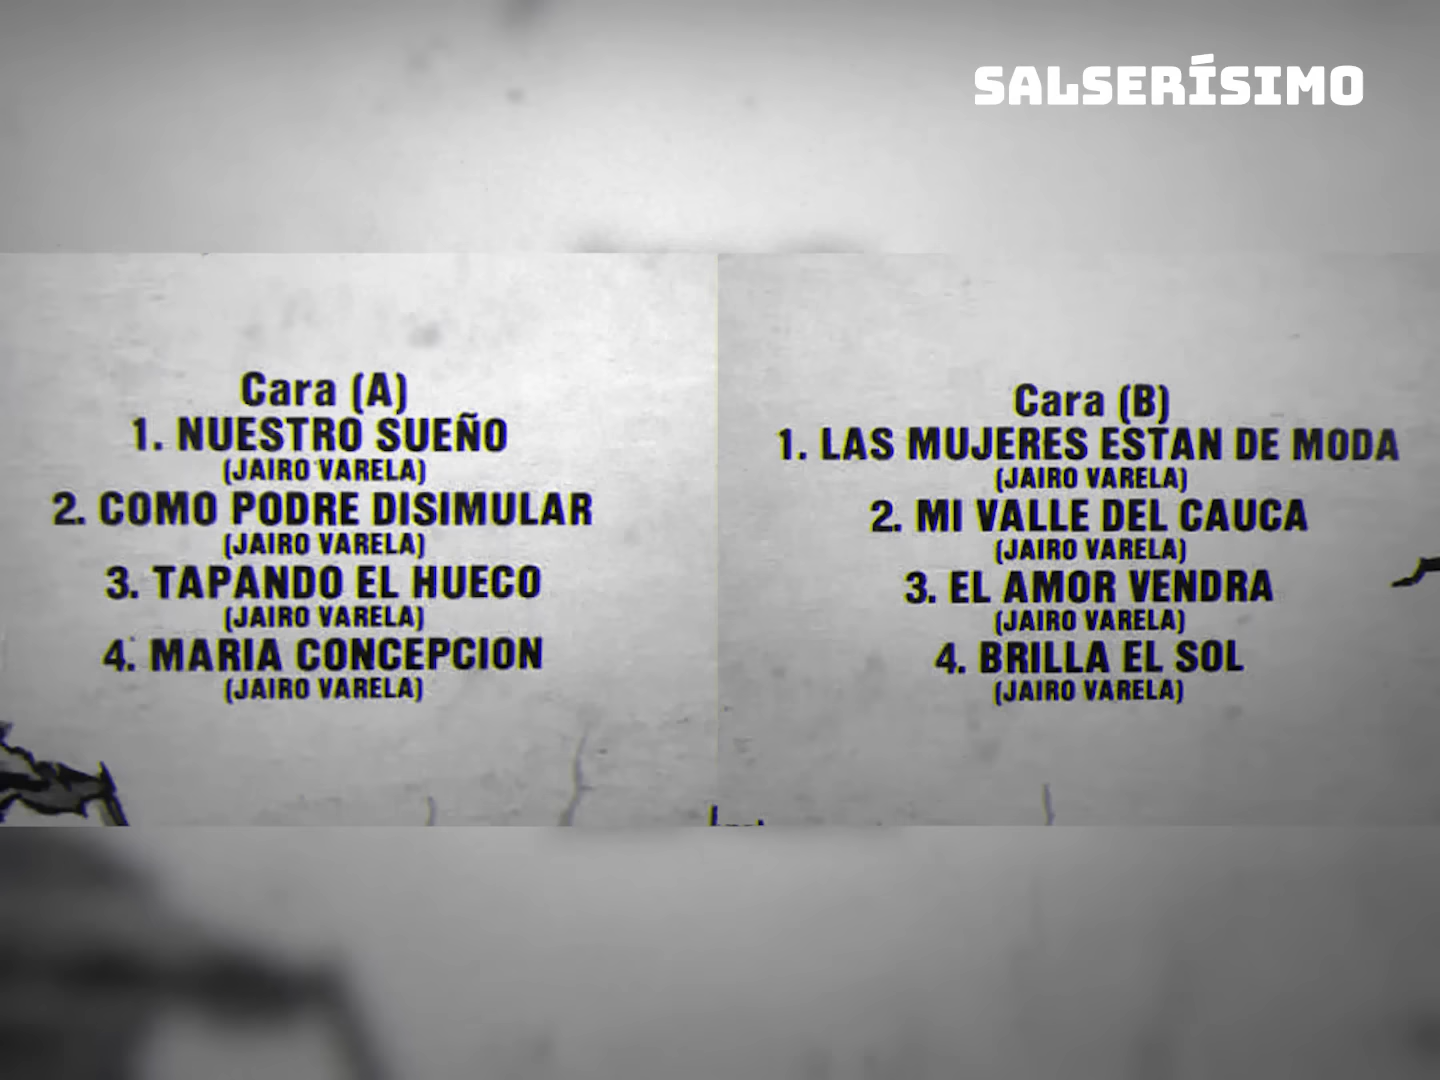 SALSERÍSIMO
Cara (A)
1. NUESTRO SUEÑO
(JAIRO VARELA)
2. COMO PODRE DISIMULAR
(JAIRO VARELA)
3. TAPANDO EL HUECO
(JAIRO VARELA)
4. MARIA CONCEPCION
(JAIRO VARELA)
Cara (B)
1. LAS MUJERES ESTAN DE MODA
(JAIRO VARELA)
2. MI VALLE DEL CAUCA
(JAIRO VARELA)
3. EL AMOR VENDRA
(JAIRO VARELA)
4. BRILLA EL SOL
(JAIRO VARELA)